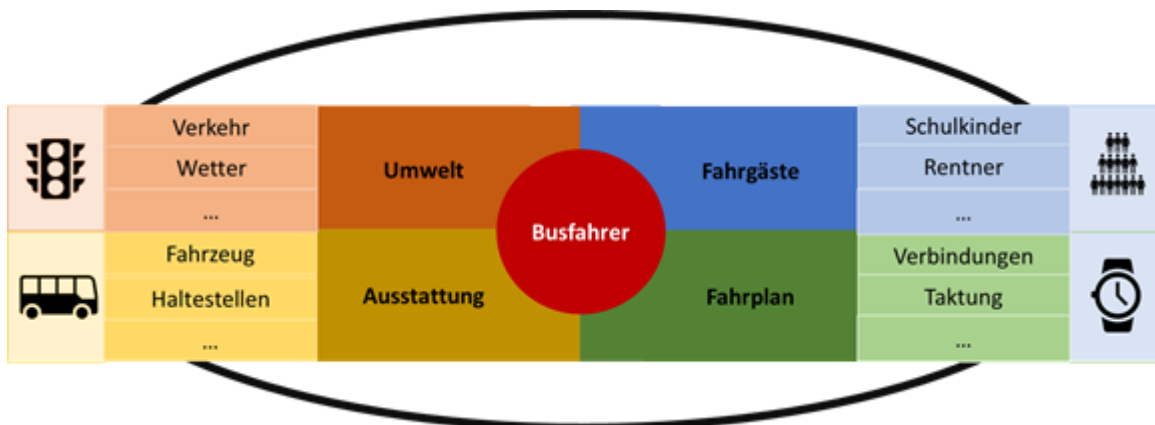 Verkehr
Wetter
...
Umwelt
Fahrgäste
Schulkinder
Rentner
...
Busfahrer
Fahrzeug
Haltestellen
...
Ausstattung
Fahrplan
Verbindungen
Taktung
...